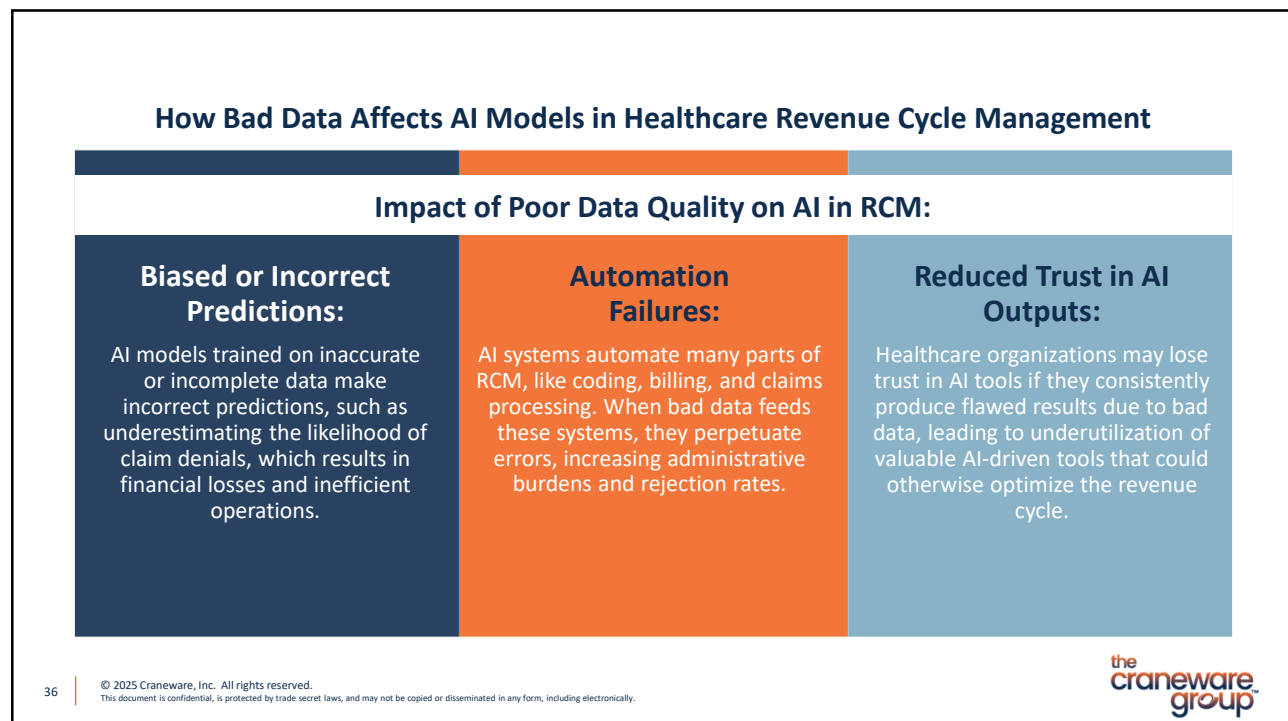 How Bad Data Affects AI Models in Healthcare Revenue Cycle Management
Impact of Poor Data Quality on AI in RCM:
Biased or Incorrect
Predictions:
AI models trained on inaccurate
or incomplete data make
incorrect predictions, such as
underestimating the likelihood of
claim denials, which results in
financial losses and inefficient
operations.
Automation
Failures:
AI systems automate many parts of
RCM, like coding, billing, and claims
processing. When bad data feeds
these systems, they perpetuate
errors, increasing administrative
burdens and rejection rates.
Reduced Trust in AI
Outputs:
Healthcare organizations may lose
trust in AI tools if they consistently
produce flawed results due to bad
data, leading to underutilization of
valuable AI-driven tools that could
otherwise optimize the revenue
cycle.
36
© 2025 Craneware, Inc. All rights reserved.
This document is confidential, is protected by trade secret laws, and may not be copied or disseminated in any form, including electronically.
the
craneware
group™